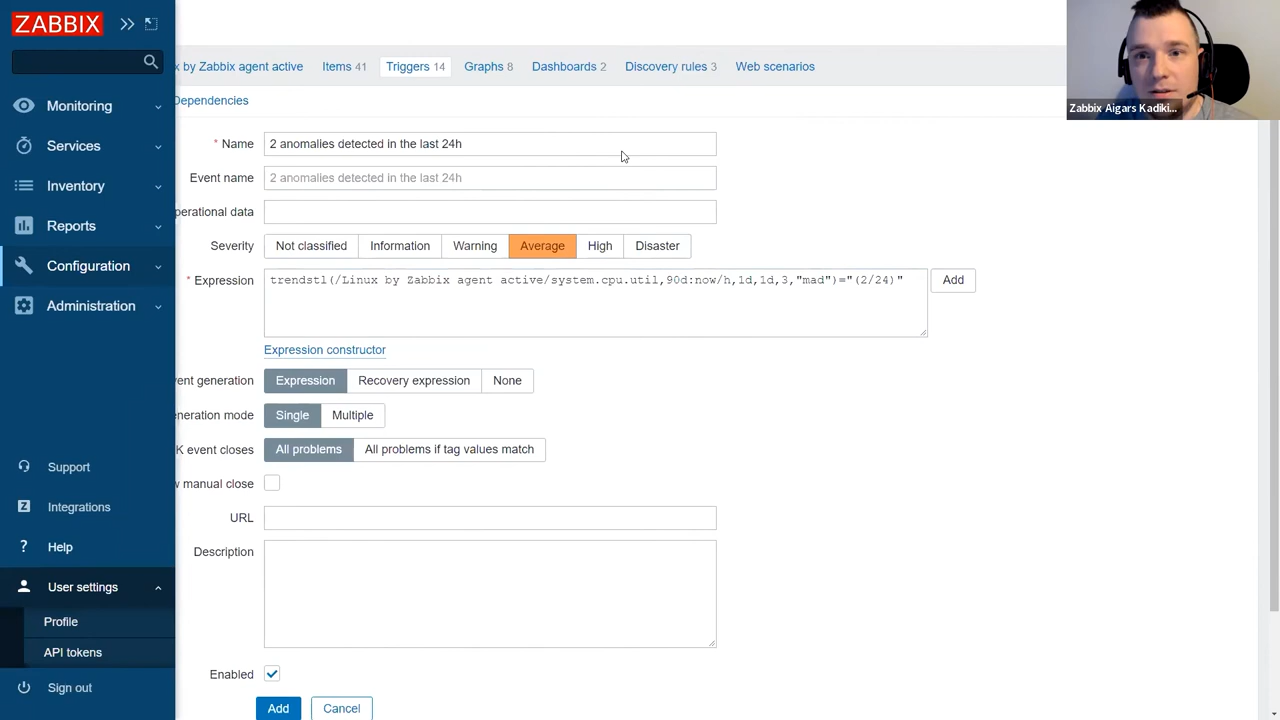 ZABBIX
Monitoring
Services
Inventory
Reports
Configuration
Administration
Support
Integrations
? Help
User settings
Profile
API tokens
Sign out
x by Zabbix agent active Items 41 Triggers 14 Graphs 8 Dashboards 2 Discovery rules 3 Web scenarios
Dependencies
Zabbix Aigars Kadiki...
* Name 2 anomalies detected in the last 24h
Event name 2 anomalies detected in the last 24h
perational data
Severity Not classified Information Warning Average High Disaster
* Expression trendstl(/Linux by Zabbix agent active/system.cpu.util,90d:now/h,1d,1d,3,"mad")="(2/24)" Add
Expression constructor
vent generation Expression Recovery expression None
neration mode Single Multiple
K event closes All problems All problems if tag values match
w manual close
URL
Description
Enabled
Add Cancel